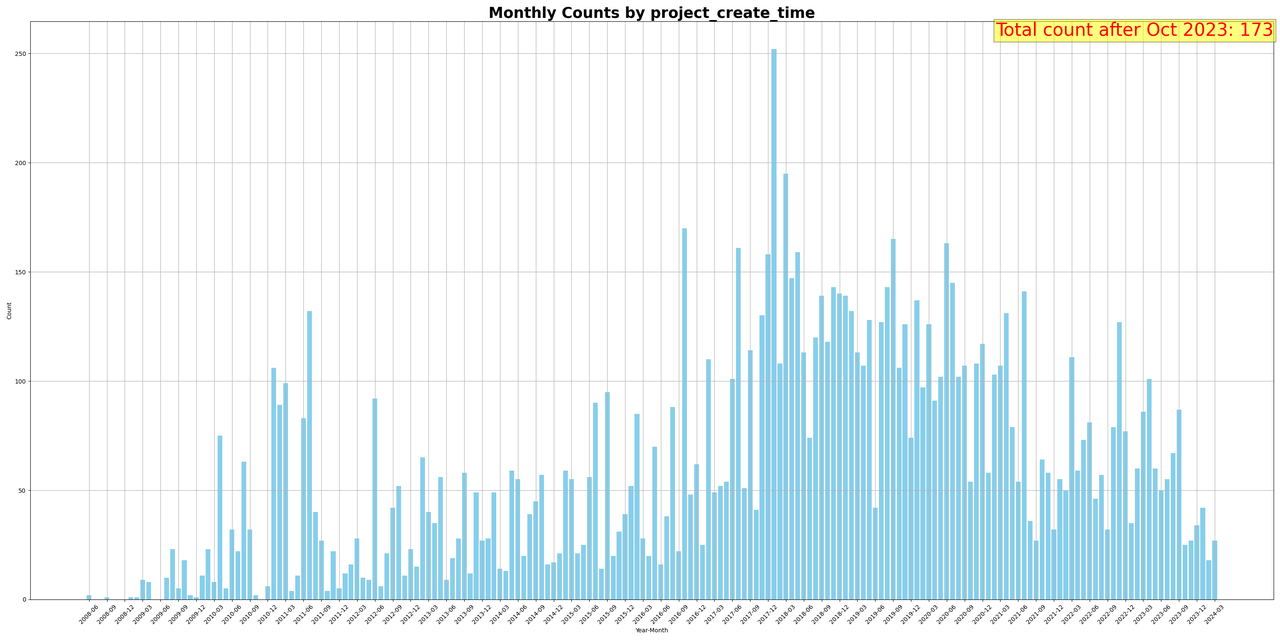 Monthly Counts by project_create_time
Total count after Oct 2023: 173
250
200
150
100
50
0
Count
2008-06 2008-09 2008-12 2009-03 2009-06 2009-09 2009-12 2010-03 2010-06 2010-09 2010-12 2011-03 2011-06 2011-09 2011-12 2012-03 2012-06 2012-09 2012-12 2013-03 2013-06 2013-09 2013-12 2014-03 2014-06 2014-09 2014-12 2015-03 2015-06 2015-09 2015-12 2016-03 2016-06 2016-09 2016-12 2017-03 2017-06 2017-09 2017-12 2018-03 2018-06 2018-09 2018-12 2019-03 2019-06 2019-09 2019-12 2020-03 2020-06 2020-09 2020-12 2021-03 2021-06 2021-09 2021-12 2022-03 2022-06 2022-09 2022-12 2023-03 2023-06 2023-09 2023-12 2024-03
Year-Month